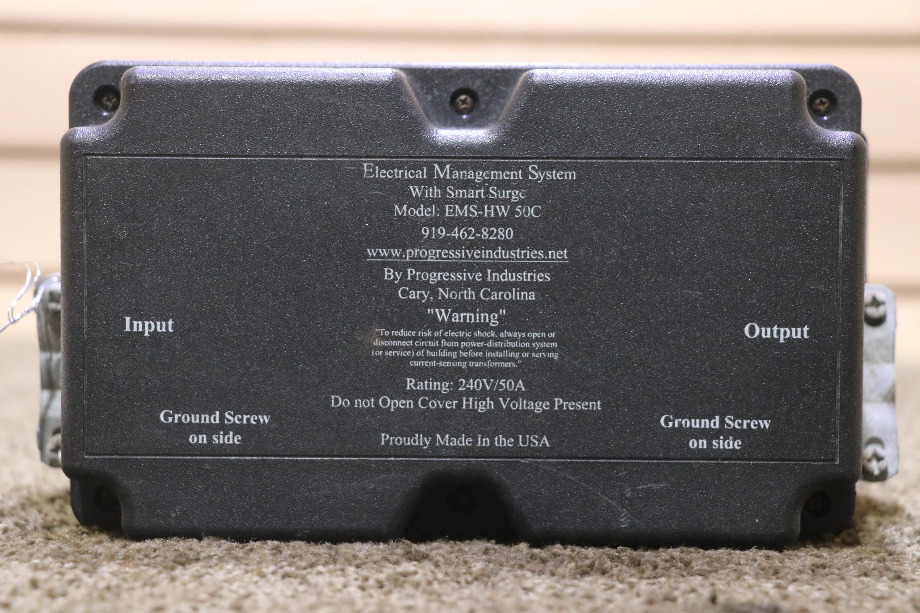 Electrical Management System
With Smart Surge
Model: EMS-HW 50C
919-462-8280
www.progressiveindustries.net
By Progressive Industries
Cary, North Carolina
"Warning"
"To reduce risk of electric shock, always open or
disconnect circuit from power-distribution system
(or service) of building before installing or serving
current-sensing transformers."
Input
Output
Rating: 240V/50A
Do not Open Cover High Voltage Present
Ground Screw
on side
Ground Screw
on side
Proudly Made In the USA